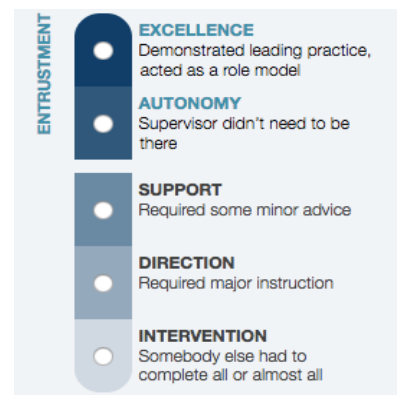 ENTRUSTMENT
EXCELLENCE
Demonstrated leading practice,
acted as a role model
AUTONOMY
Supervisor didn't need to be
there
SUPPORT
Required some minor advice
DIRECTION
Required major instruction
INTERVENTION
Somebody else had to
complete all or almost all